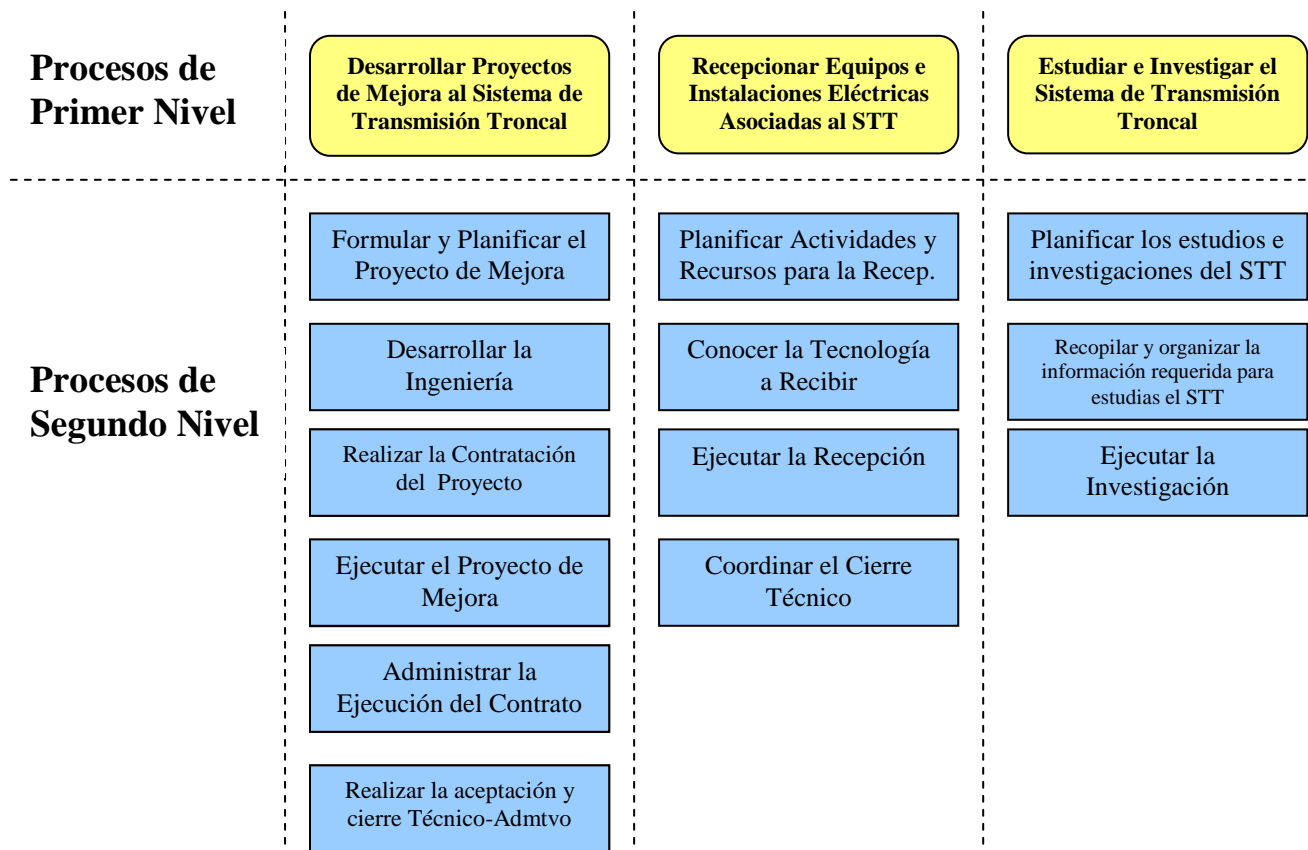 Procesos de
Primer Nivel
Desarrollar Proyectos
de Mejora al Sistema de
Transmisión Troncal
Recepcionar Equipos e
Instalaciones Eléctricas
Asociadas al STT
Estudiar e Investigar el
Sistema de Transmisión
Troncal
Procesos de
Segundo Nivel
Formular y Planificar el
Proyecto de Mejora
Desarrollar la
Ingeniería
Realizar la Contratación
del Proyecto
Ejecutar el Proyecto de
Mejora
Administrar la
Ejecución del Contrato
Realizar la aceptación y
cierre Técnico-Admtvo
Planificar Actividades y
Recursos para la Recep.
Conocer la Tecnología
a Recibir
Ejecutar la Recepción
Coordinar el Cierre
Técnico
Planificar los estudios e
investigaciones del STT
Recopilar y organizar la
información requerida para
estudias el STT
Ejecutar la
Investigación